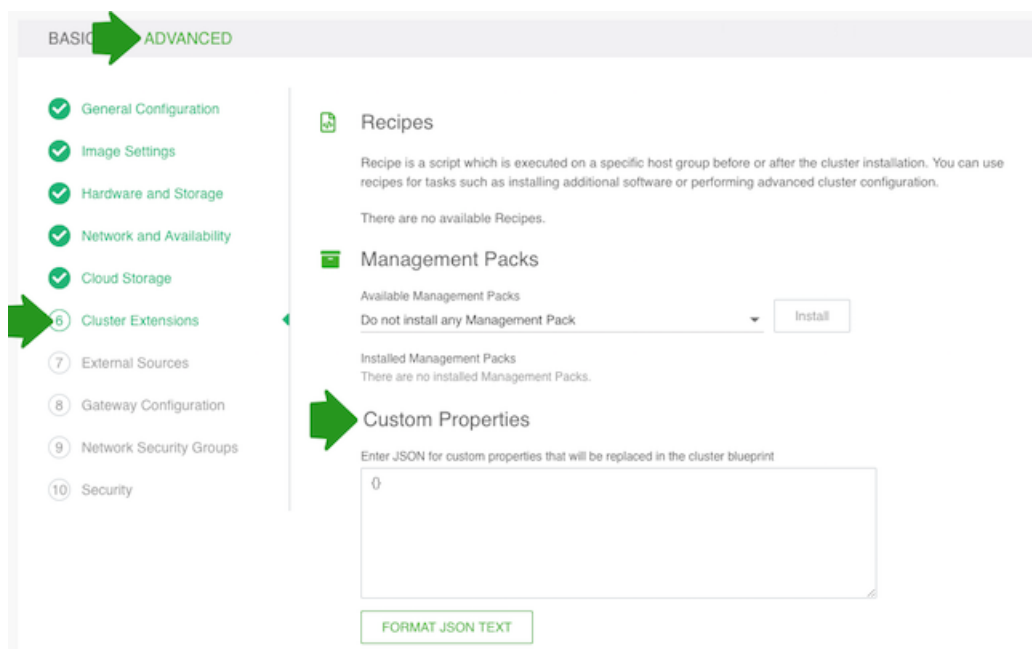 BASIC ADVANCED
General Configuration
Image Settings
Hardware and Storage
Network and Availability
Cloud Storage
6 Cluster Extensions
7 External Sources
8 Gateway Configuration
9 Network Security Groups
10 Security
Recipes
Recipe is a script which is executed on a specific host group before or after the cluster installation. You can use
recipes for tasks such as installing additional software or performing advanced cluster configuration.
There are no available Recipes.
Management Packs
Available Management Packs
Do not install any Management Pack
Install
Installed Management Packs
There are no installed Management Packs.
Custom Properties
Enter JSON for custom properties that will be replaced in the cluster blueprint
{}
FORMAT JSON TEXT